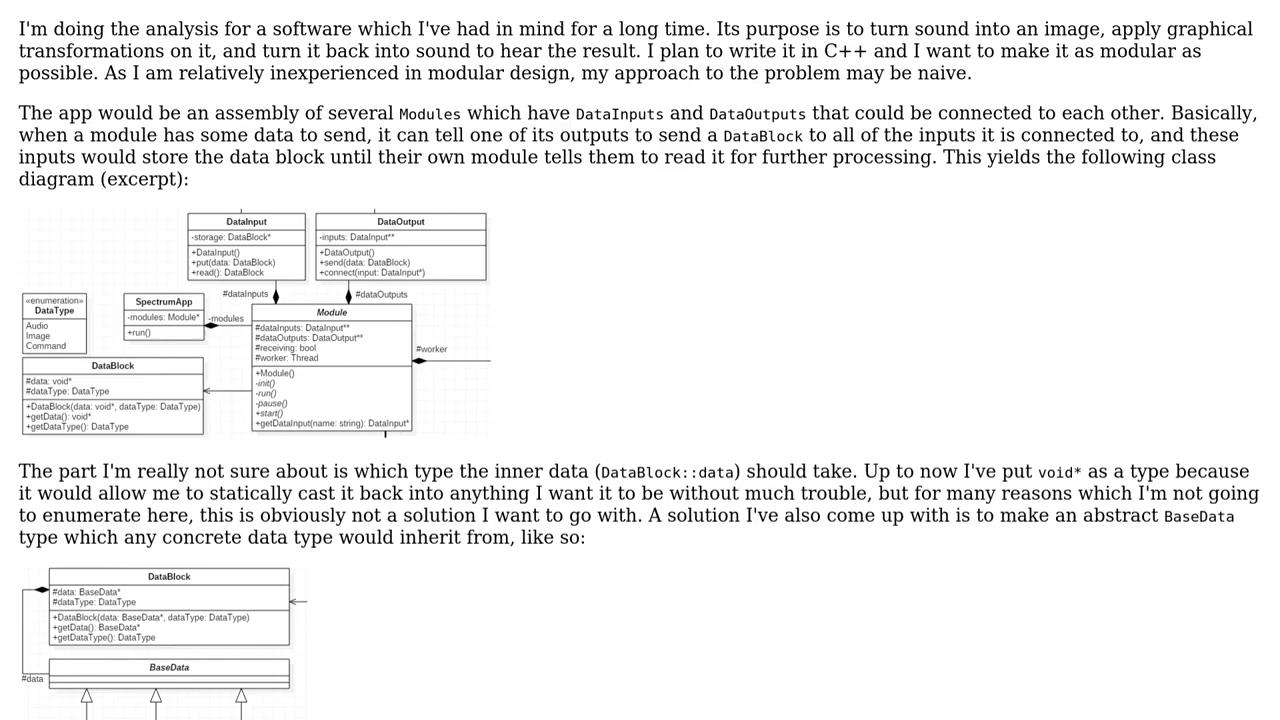 I'm doing the analysis for a software which I've had in mind for a long time. Its purpose is to turn sound into an image, apply graphical
transformations on it, and turn it back into sound to hear the result. I plan to write it in C++ and I want to make it as modular as
possible. As I am relatively inexperienced in modular design, my approach to the problem may be naive.
The app would be an assembly of several Modules which have DataInputs and DataOutputs that could be connected to each other. Basically,
when a module has some data to send, it can tell one of its outputs to send a DataBlock to all of the inputs it is connected to, and these
inputs would store the data block until their own module tells them to read it for further processing. This yields the following class
diagram (excerpt):
DataInput
-storage: DataBlock*
+DataInput()
+put(data: DataBlock)
+read(): DataBlock
DataOutput
-inputs: DataInput**
+DataOutput()
+send(data: DataBlock)
+connect(input: DataInput*)
#dataInputs
#dataOutputs
«enumeration»
DataType
Audio
Image
Command
SpectrumApp
-modules: Module*
+run()
-modules
Module
#dataInputs: DataInput**
#dataOutputs: DataOutput**
#receiving: bool
#worker: Thread
+Module()
-init()
-run()
-pause()
+start()
+getDataInput(name: string): DataInput*
#worker
DataBlock
#data: void*
#dataType: DataType
+DataBlock(data: void*, dataType: DataType)
+getData(): void*
+getDataType(): DataType
The part I'm really not sure about is which type the inner data (DataBlock::data) should take. Up to now I've put void* as a type because
it would allow me to statically cast it back into anything I want it to be without much trouble, but for many reasons which I'm not going
to enumerate here, this is obviously not a solution I want to go with. A solution I've also come up with is to make an abstract BaseData
type which any concrete data type would inherit from, like so:
DataBlock
#data: BaseData*
#dataType: DataType
+DataBlock(data: BaseData*, dataType: DataType)
+getData(): BaseData*
+getDataType(): DataType
BaseData
#data